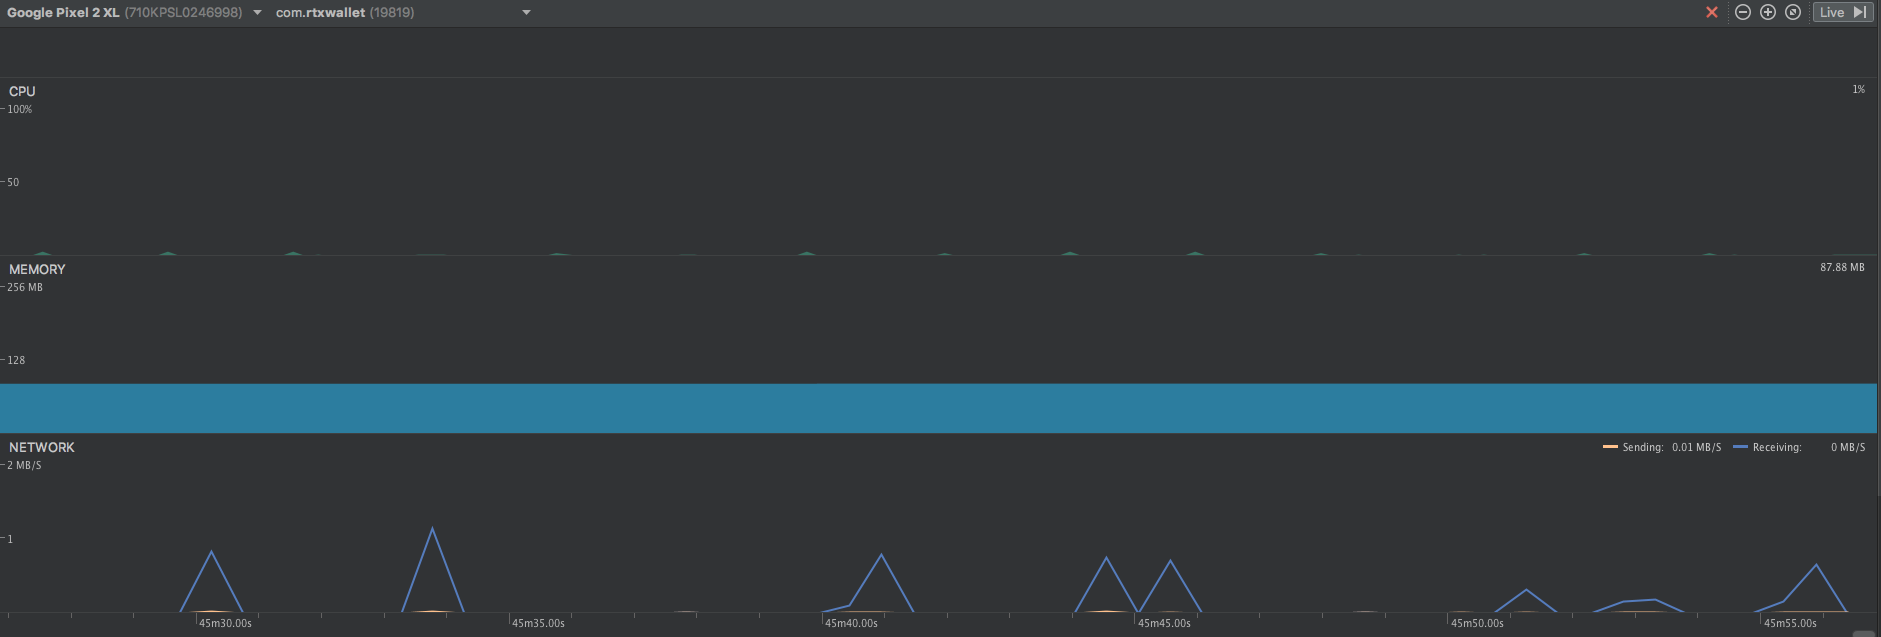 Google Pixel 2 XL (710KPSL0246998) com.rtxwallet (19819) Live
CPU 1%
100%
50
MEMORY 87.88 MB
256 MB
128
NETWORK Sending: 0.01 MB/S Receiving: 0 MB/S
2 MB/S
1
45m30.00s 45m35.00s 45m40.00s 45m45.00s 45m50.00s 45m55.00s